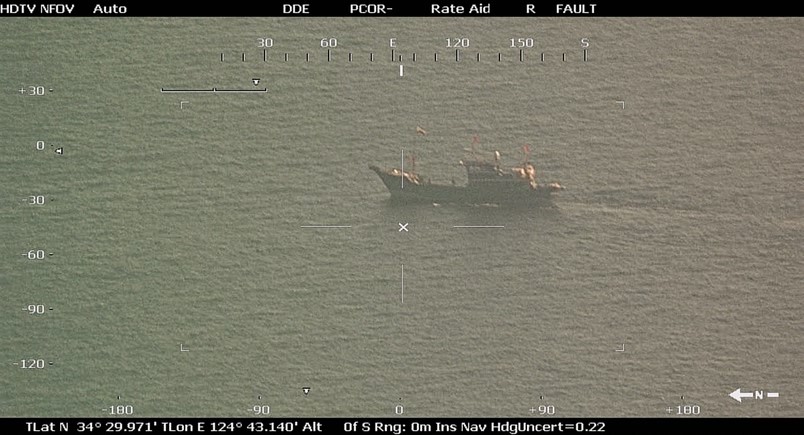 HDTV NFOV Auto DDE PCOR- Rate Aid R FAULT
30 60 E 120 150 S
+30
0
-30
-60
-90
-120
N
-180 -90 0 +90 +180
TLat N 34° 29.971' TLon E 124° 43.140' Alt 0f S Rng: 0m Ins Nav HdgUncert=0.22